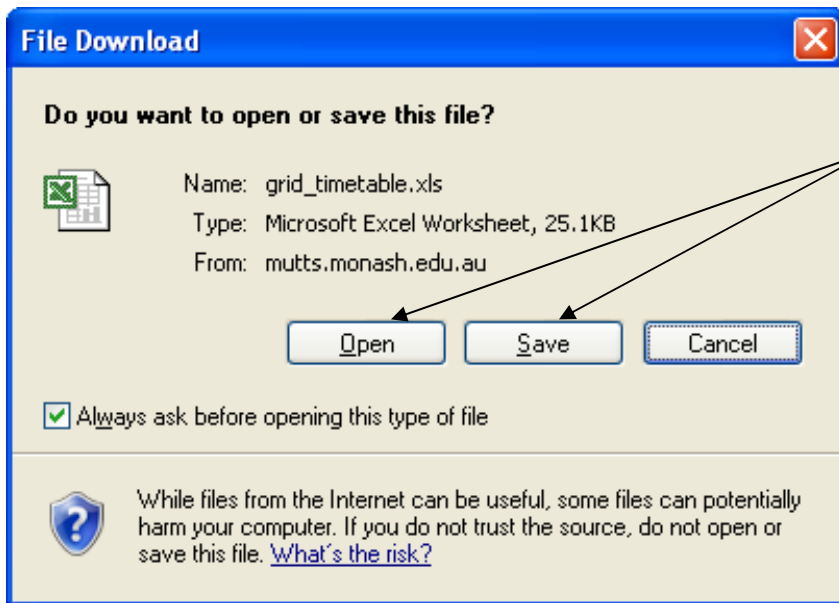 File Download
Do you want to open or save this file?
Name: grid_timetable.xls
Type: Microsoft Excel Worksheet, 25.1KB
From: mutts.monash.edu.au
Open Save Cancel
Always ask before opening this type of file
While files from the Internet can be useful, some files can potentially
harm your computer. If you do not trust the source, do not open or
save this file. What's the risk?